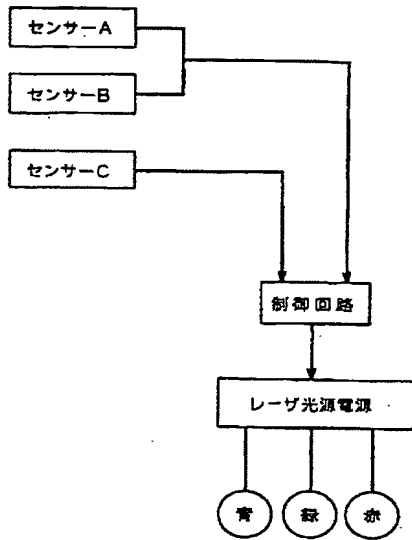 センサーA
センサーB
センサーC
制御回路
レーザ光源電源
青
緑
赤